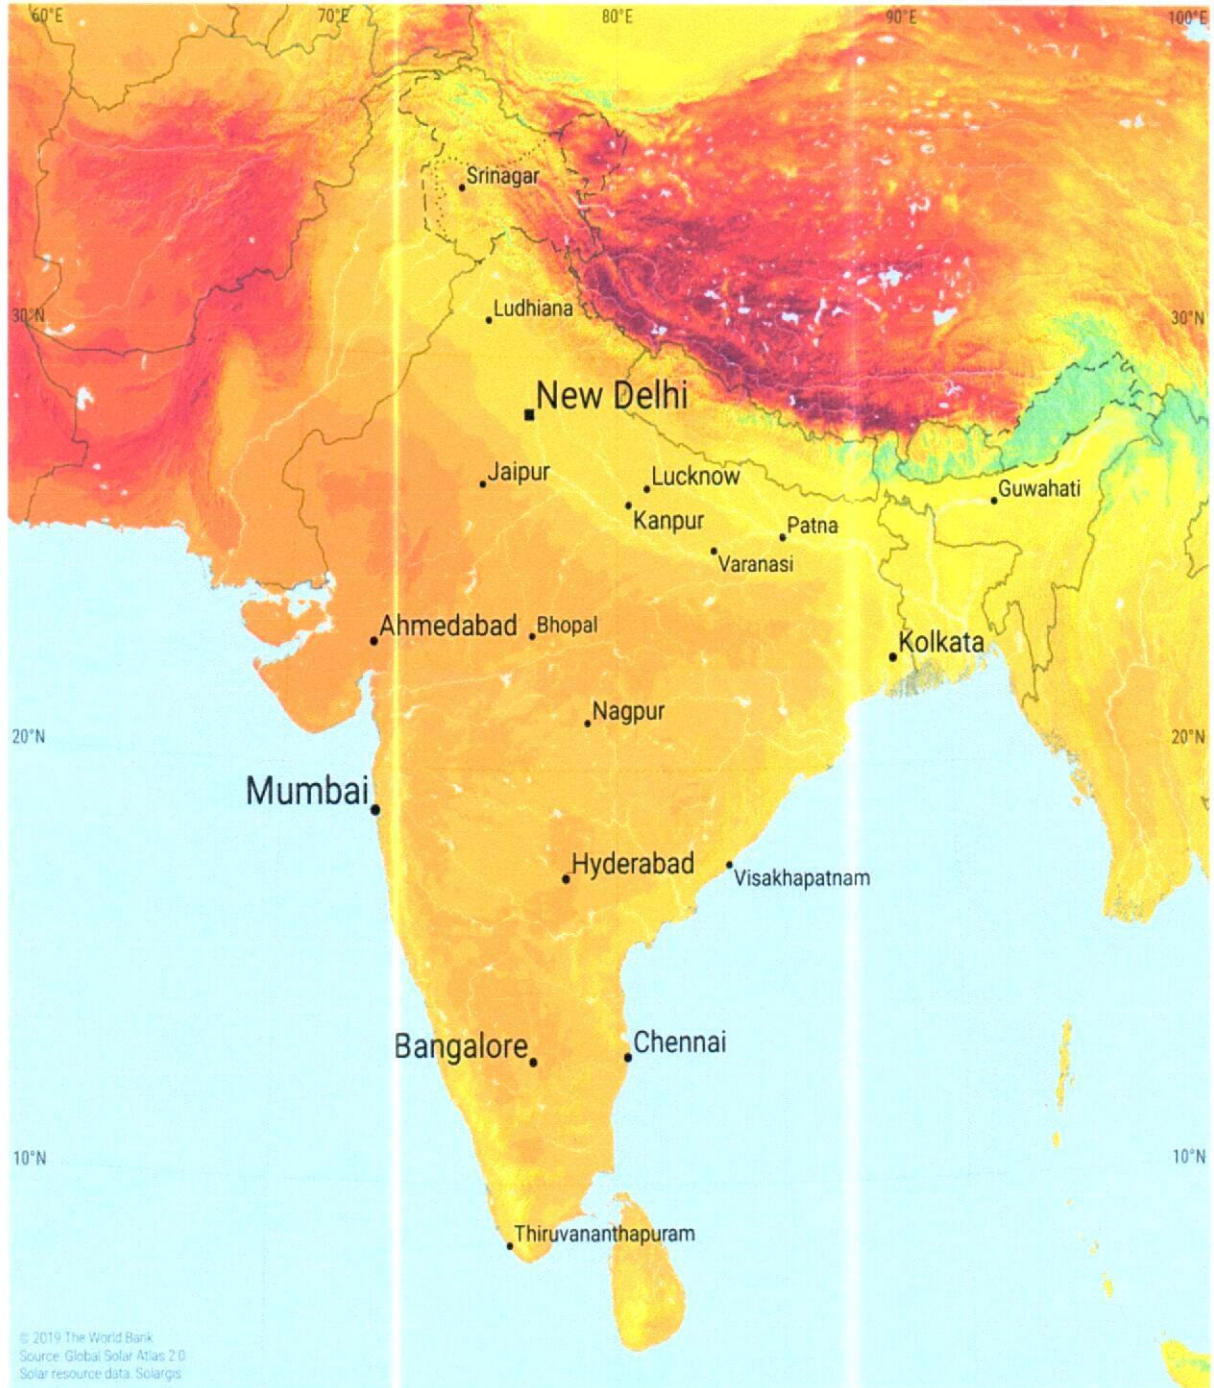 60°E 70°E 80°E 90°E 100°E
Srinagar
Ludhiana
30°N 30°N
New Delhi
Jaipur
Lucknow
Guwahati
Kanpur
Patna
Varanasi
Ahmedabad
Bhopal
Kolkata
Nagpur
20°N 20°N
Mumbai
Hyderabad
Visakhapatnam
Bangalore
Chennai
10°N 10°N
Thiruvananthapuram
© 2019 The World Bank
Source: Global Solar Atlas 2.0
Solar resource data: Solargis